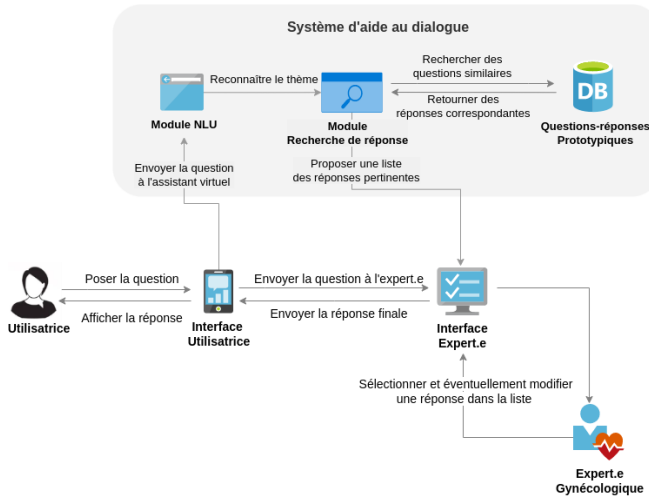 Système d'aide au dialogue
Rechercher des
questions similaires
Reconnaître le thème
Retourner des
réponses correspondantes
Module NLU
Module
Recherche de réponse
Questions-réponses
Prototypiques
Envoyer la question
à l'assistant virtuel
Proposer une liste
des réponses pertinentes
Poser la question
Envoyer la question à l'expert.e
Afficher la réponse
Envoyer la réponse finale
Utilisatrice
Interface
Utilisatrice
Interface
Expert.e
Sélectionner et éventuellement modifier
une réponse dans la liste
Expert.e
Gynécologique
DB